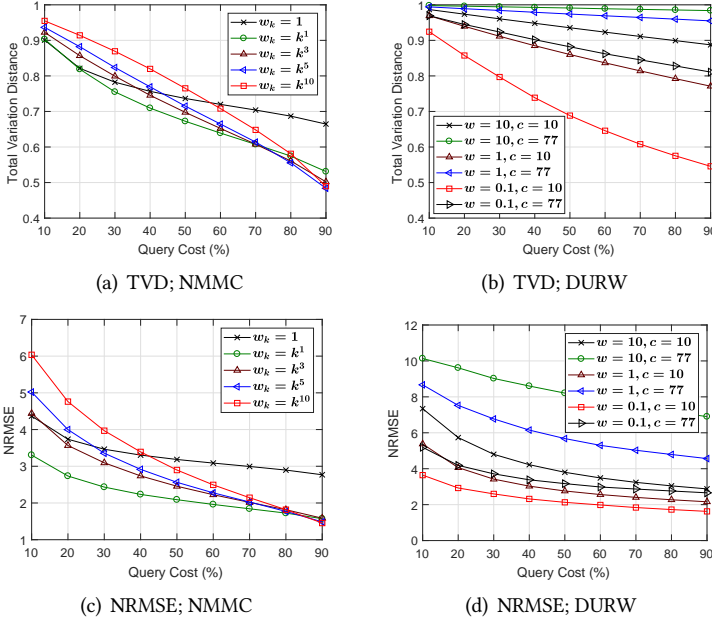 1
0.9
0.8
0.7
0.6
0.5
0.4
Total Variation Distance
w_k = 1
w_k = k^1
w_k = k^3
w_k = k^5
w_k = k^10
10 20 30 40 50 60 70 80 90
Query Cost (%)
(a) TVD; NMMC
1
0.9
0.8
0.7
0.6
0.5
0.4
Total Variation Distance
w = 10, c = 10
w = 10, c = 77
w = 1, c = 10
w = 1, c = 77
w = 0.1, c = 10
w = 0.1, c = 77
10 20 30 40 50 60 70 80 90
Query Cost (%)
(b) TVD; DURW
7
6
5
4
3
2
1
NRMSE
w_k = 1
w_k = k^1
w_k = k^3
w_k = k^5
w_k = k^10
10 20 30 40 50 60 70 80 90
Query Cost (%)
(c) NRMSE; NMMC
12
10
8
6
4
2
0
NRMSE
w = 10, c = 10
w = 10, c = 77
w = 1, c = 10
w = 1, c = 77
w = 0.1, c = 10
w = 0.1, c = 77
10 20 30 40 50 60 70 80 90
Query Cost (%)
(d) NRMSE; DURW